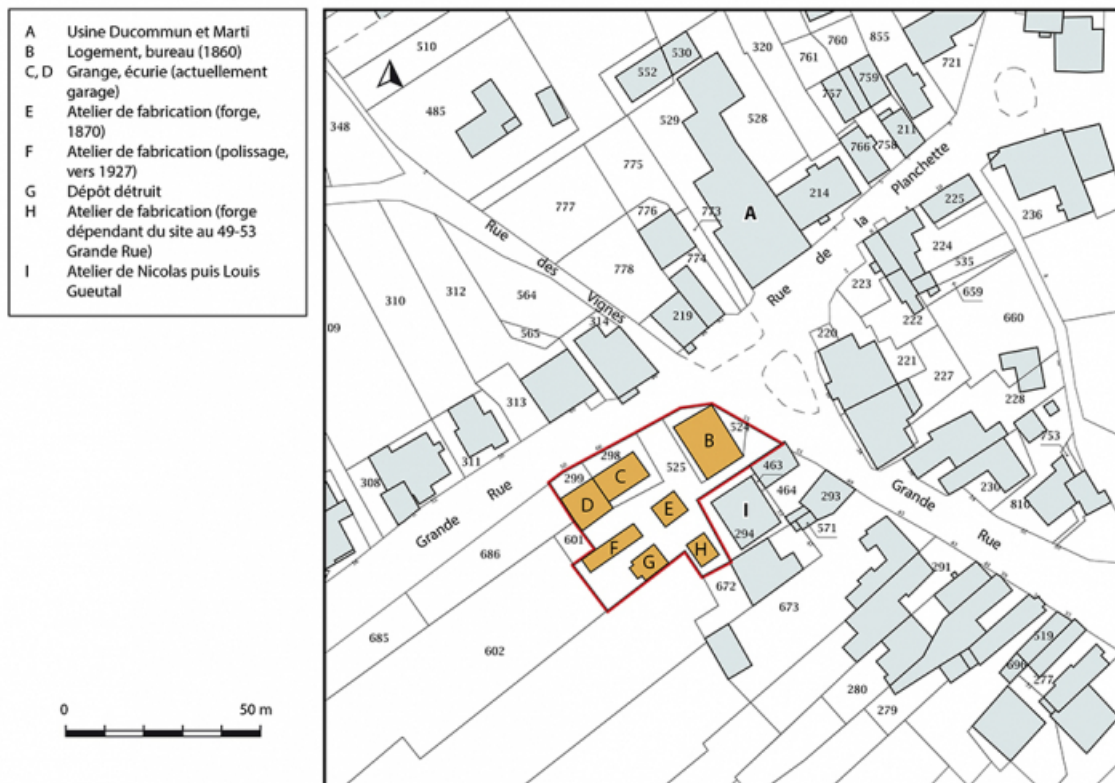 A Usine Ducommun et Marti
B Logement, bureau (1860)
C, D Grange, écurie (actuellement
garage)
E Atelier de fabrication (forge,
1870)
F Atelier de fabrication (polissage,
vers 1927)
G Dépôt détruit
H Atelier de fabrication (forge
dépendant du site au 49-53
Grande Rue)
I Atelier de Nicolas puis Louis
Gueutal
0 50 m
510
552
530
320
761
760
855
721
485
348
529
528
757
759
211
766
758
775
214
Planchette
225
236
777
776
773
A
la
224
535
Rue
774
de
223
659
310
312
564
des
778
Rue
222
660
09
565
Vignes
314
219
220
221
227
228
313
311
308
298
299
525
B
524
753
463
464
293
230
810
C
D
E
I
294
571
Grande
Rue
Grande
Rue
601
F
G
H
686
672
673
291
685
602
519
696
277
280
279